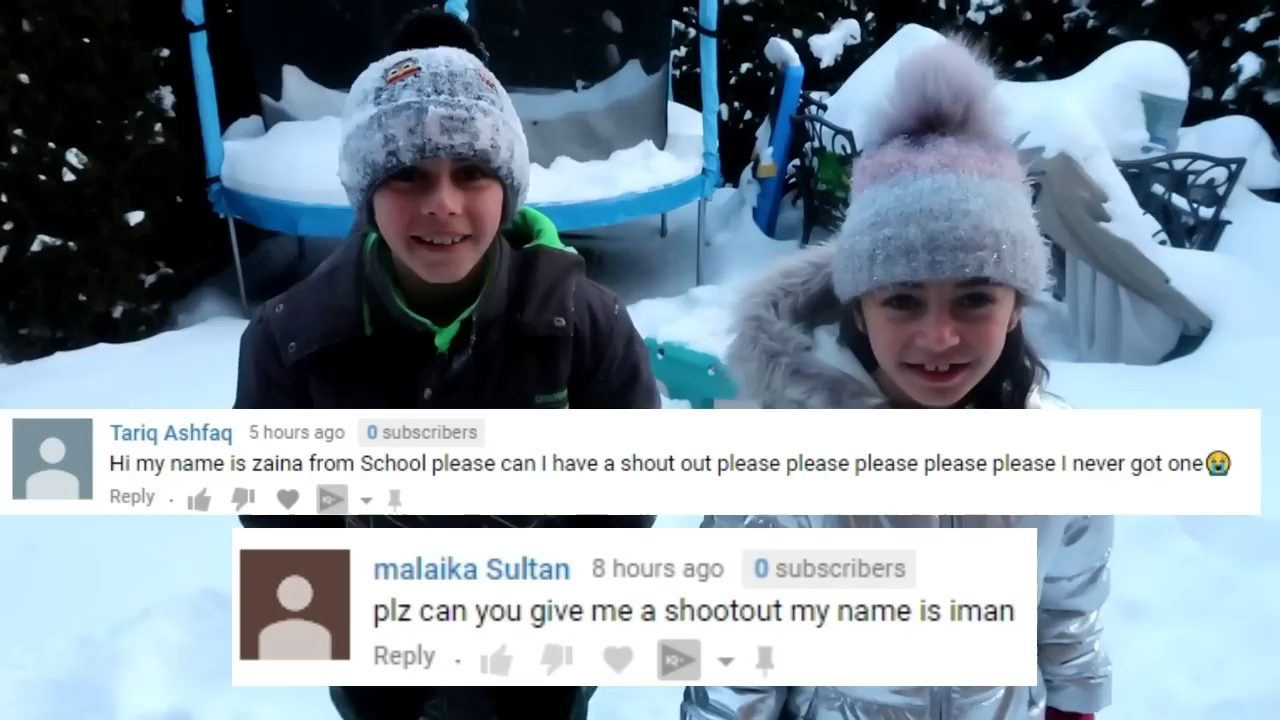 Tariq Ashfaq 5 hours ago 0 subscribers
Hi my name is zaina from School please can I have a shout out please please please please please I never got one😭
Reply
malaika Sultan 8 hours ago 0 subscribers
plz can you give me a shootout my name is iman
Reply